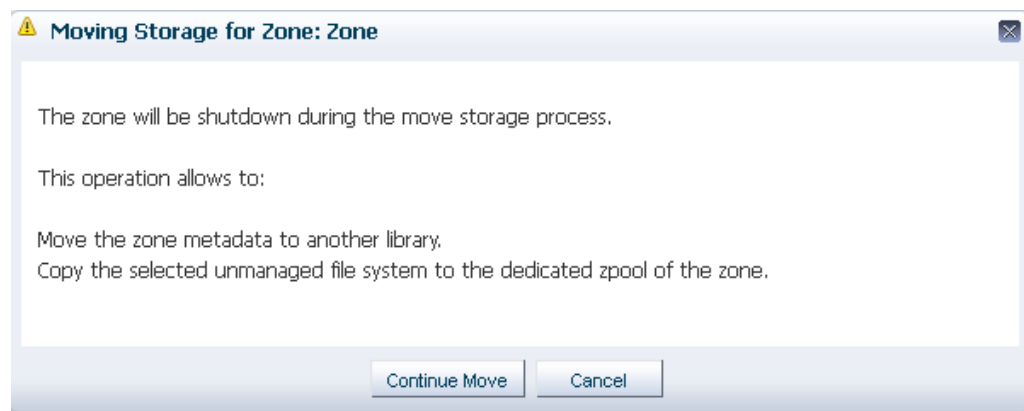 Moving Storage for Zone: Zone
The zone will be shutdown during the move storage process.
This operation allows to:
Move the zone metadata to another library.
Copy the selected unmanaged file system to the dedicated zpool of the zone.
Continue Move Cancel